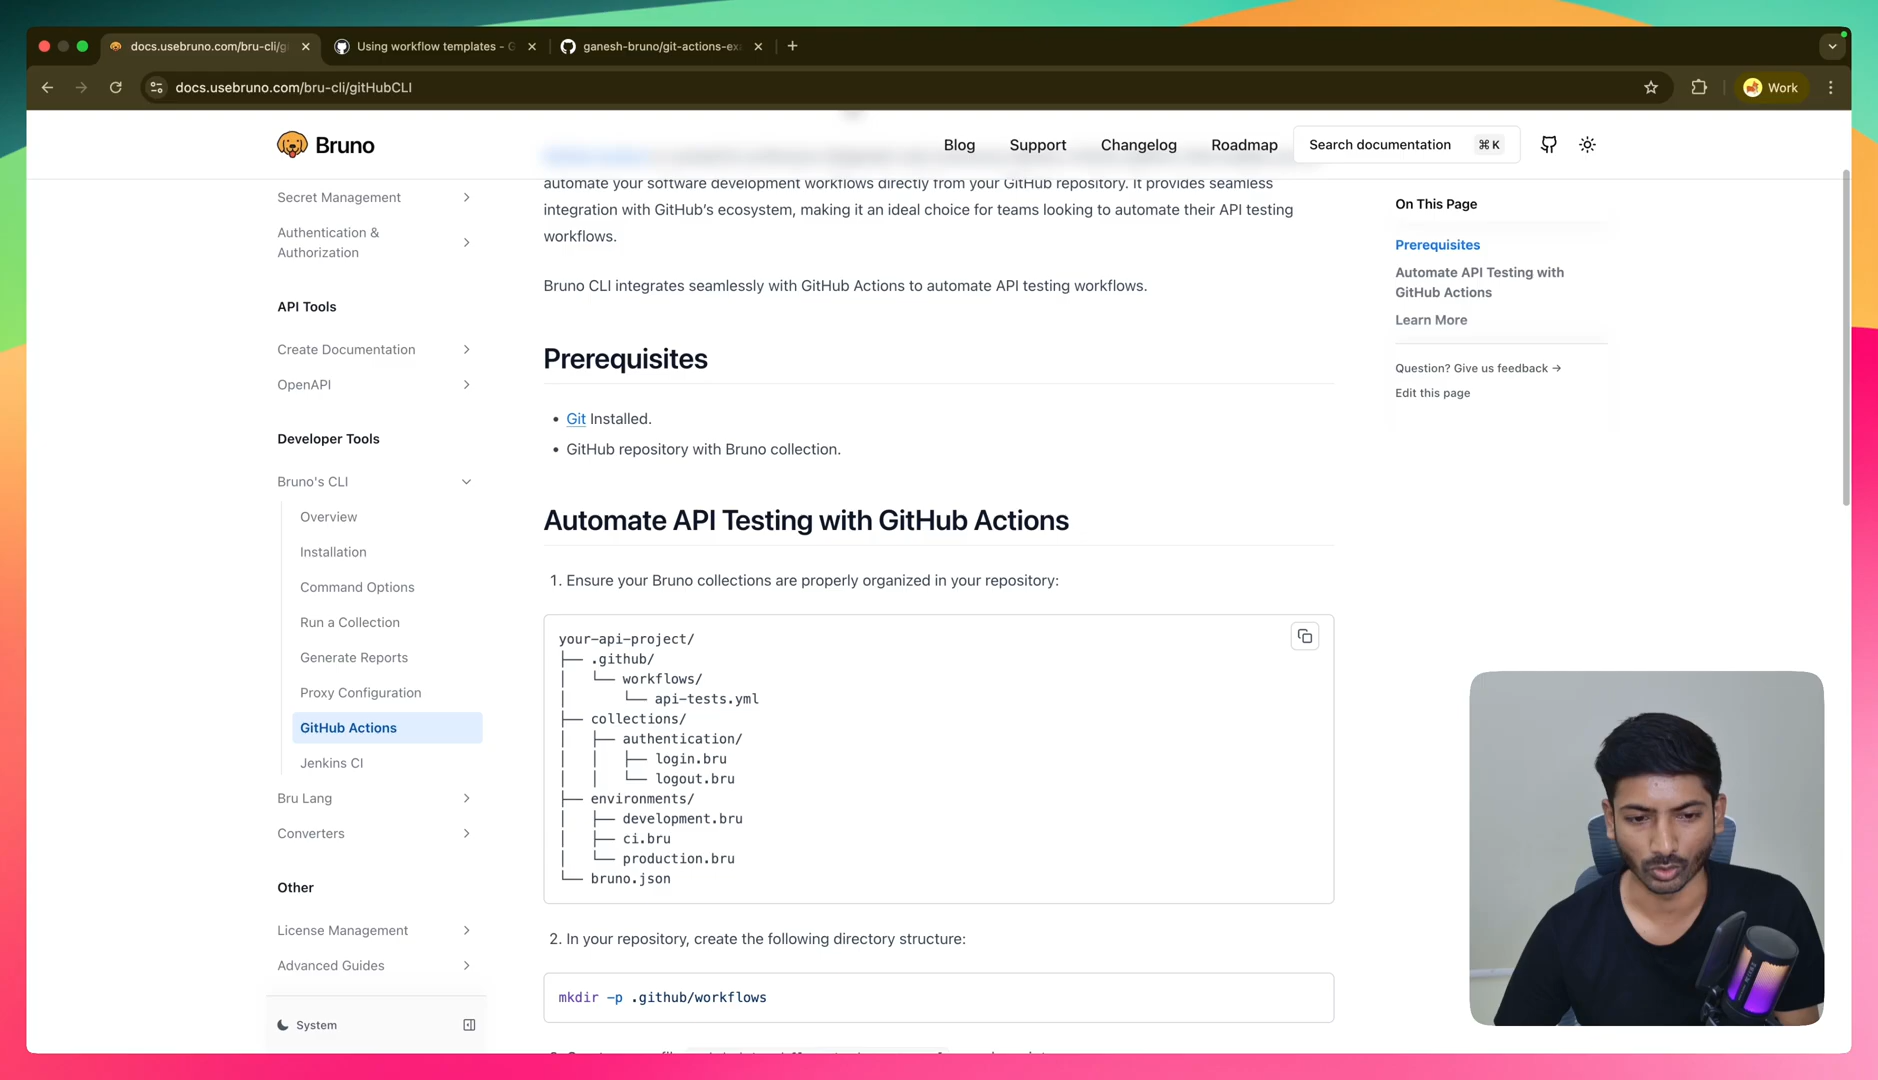 docs.usebruno.com/bru-cli/gi
Using workflow templates - G
ganesh-bruno/git-actions-exa
docs.usebruno.com/bru-cli/gitHubCLI
Work
Bruno
Blog
Support
Changelog
Roadmap
Search documentation
⌘ K
Secret Management
Authentication &
Authorization
API Tools
Create Documentation
OpenAPI
Developer Tools
Bruno's CLI
Overview
Installation
Command Options
Run a Collection
Generate Reports
Proxy Configuration
GitHub Actions
Jenkins CI
Bru Lang
Converters
Other
License Management
Advanced Guides
System
automate your software development workflows directly from your GitHub repository. It provides seamless
integration with GitHub’s ecosystem, making it an ideal choice for teams looking to automate their API testing
workflows.
Bruno CLI integrates seamlessly with GitHub Actions to automate API testing workflows.
Prerequisites
• Git Installed.
• GitHub repository with Bruno collection.
Automate API Testing with GitHub Actions
1. Ensure your Bruno collections are properly organized in your repository:
your-api-project/
├── .github/
│   └── workflows/
│       └── api-tests.yml
├── collections/
│   ├── authentication/
│   │   ├── login.bru
│   │   └── logout.bru
├── environments/
│   ├── development.bru
│   ├── ci.bru
│   └── production.bru
└── bruno.json
2. In your repository, create the following directory structure:
mkdir -p .github/workflows
On This Page
Prerequisites
Automate API Testing with
GitHub Actions
Learn More
Question? Give us feedback →
Edit this page